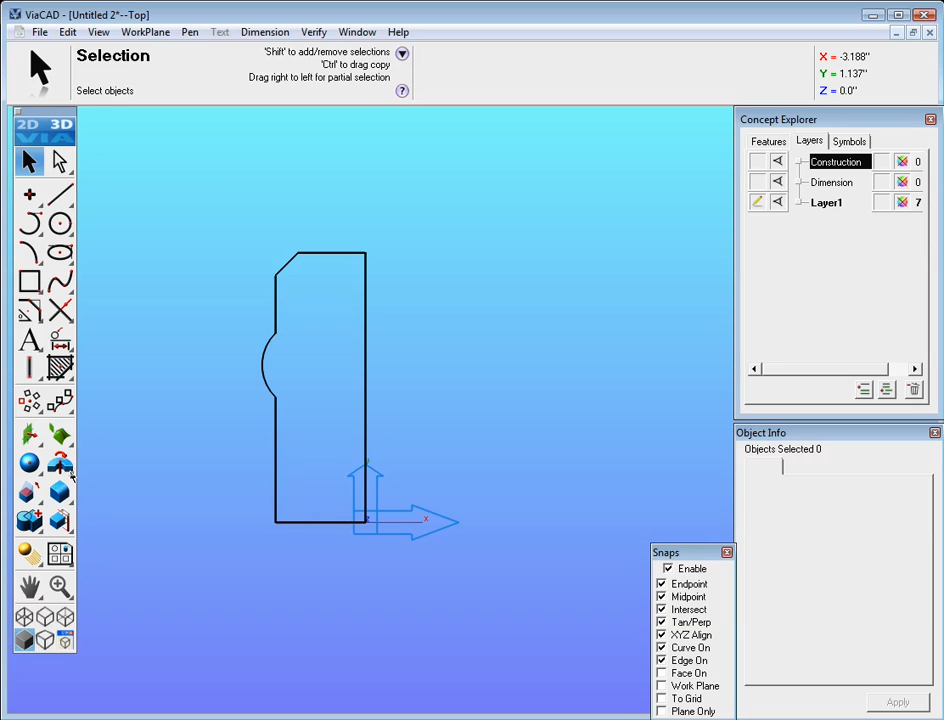 ViaCAD - [Untitled 2*--Top]
File Edit View WorkPlane Pen Text Dimension Verify Window Help
Selection
'Shift' to add/remove selections
'Ctrl' to drag copy
Drag right to left for partial selection
Select objects
X = -3.188"
Y = 1.137"
Z = 0.0"
2D 3D
VIA
A
Concept Explorer
Features Layers Symbols
Construction 0
Dimension 0
Layer1 7
Object Info
Objects Selected 0
Apply
Snaps
Enable
Endpoint
Midpoint
Intersect
Tan/Perp
XYZ Align
Curve On
Edge On
Face On
Work Plane
To Grid
Plane Only
x
z